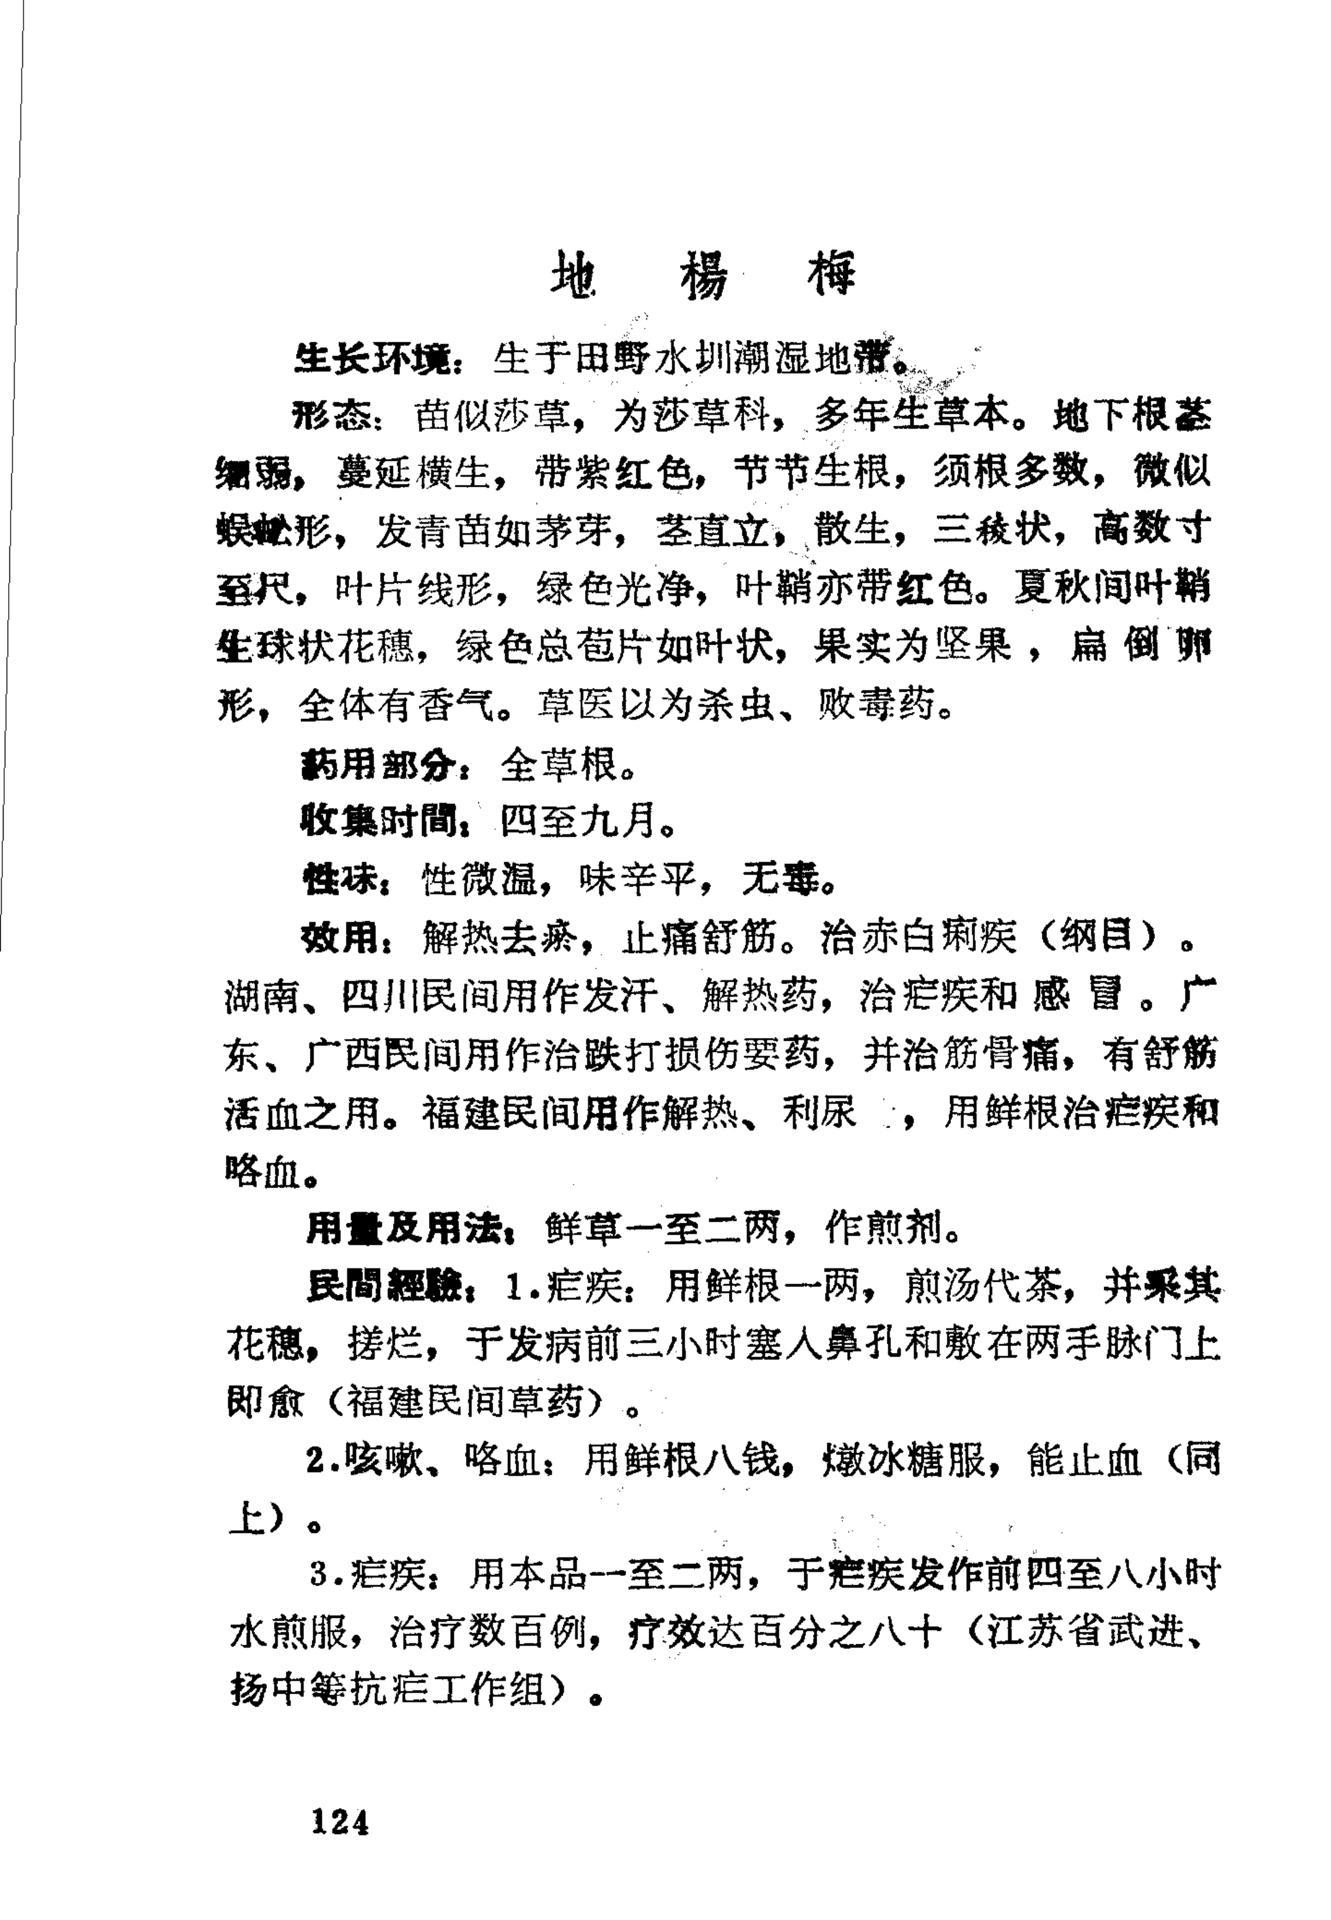 地楊梅
生长环境：生于田野水圳潮湿地带。
形态：苗似莎草，为莎草科，多年生草本。地下根茎
细弱，蔓延横生，带紫红色，节节生根，须根多数，微似
蜈蚣形，发青苗如茅芽，茎直立，散生，三稜状，高数寸
至尺，叶片线形，绿色光净，叶鞘亦带红色。夏秋间叶鞘
生球状花穗，绿色总苞片如叶状，果实为坚果，扁倒卵
形，全体有香气。草医以为杀虫、败毒药。
药用部分：全草根。
收集时間：四至九月。
性味：性微温，味辛平，无毒。
效用：解热去瘀，止痛舒筋。治赤白痢疾（纲目）。
湖南、四川民间用作发汗、解热药，治疟疾和感冒。广
东、广西民间用作治跌打损伤要药，并治筋骨痛，有舒筋
活血之用。福建民间用作解热、利尿，用鲜根治疟疾和
咯血。
用量及用法：鲜草一至二两，作煎剂。
民間經驗：1.疟疾：用鲜根一两，煎汤代茶，并采其
花穗，搓烂，于发病前三小时塞人鼻孔和敷在两手脉门上
即愈（福建民间草药）。
2.咳嗽、咯血：用鲜根八钱，燉冰糖服，能止血（同
上）。
3.疟疾：用本品一至二两，于疟疾发作前四至八小时
水煎服，治疗数百例，疗效达百分之八十（江苏省武进、
扬中等抗疟工作组）。
124